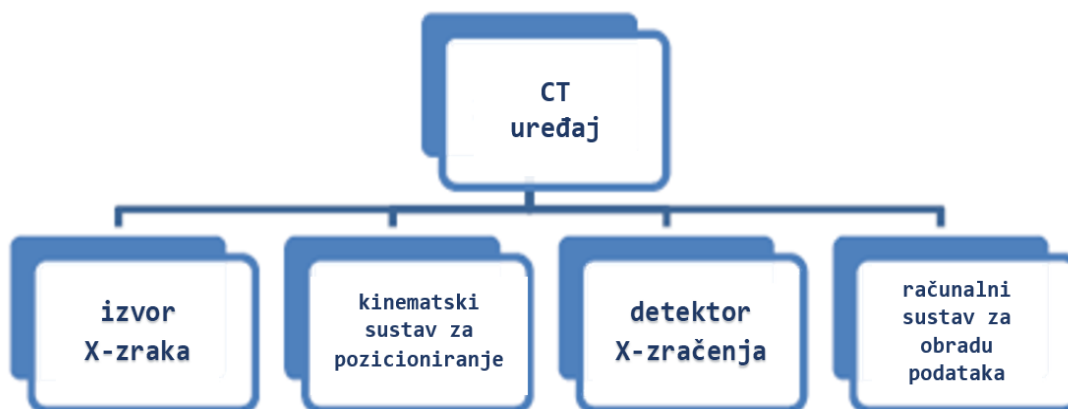 CT
uređaj
izvor
X-zraka
kinematski
sustav za
pozicioniranje
detektor
X-zračenja
računalni
sustav za
obradu
podataka